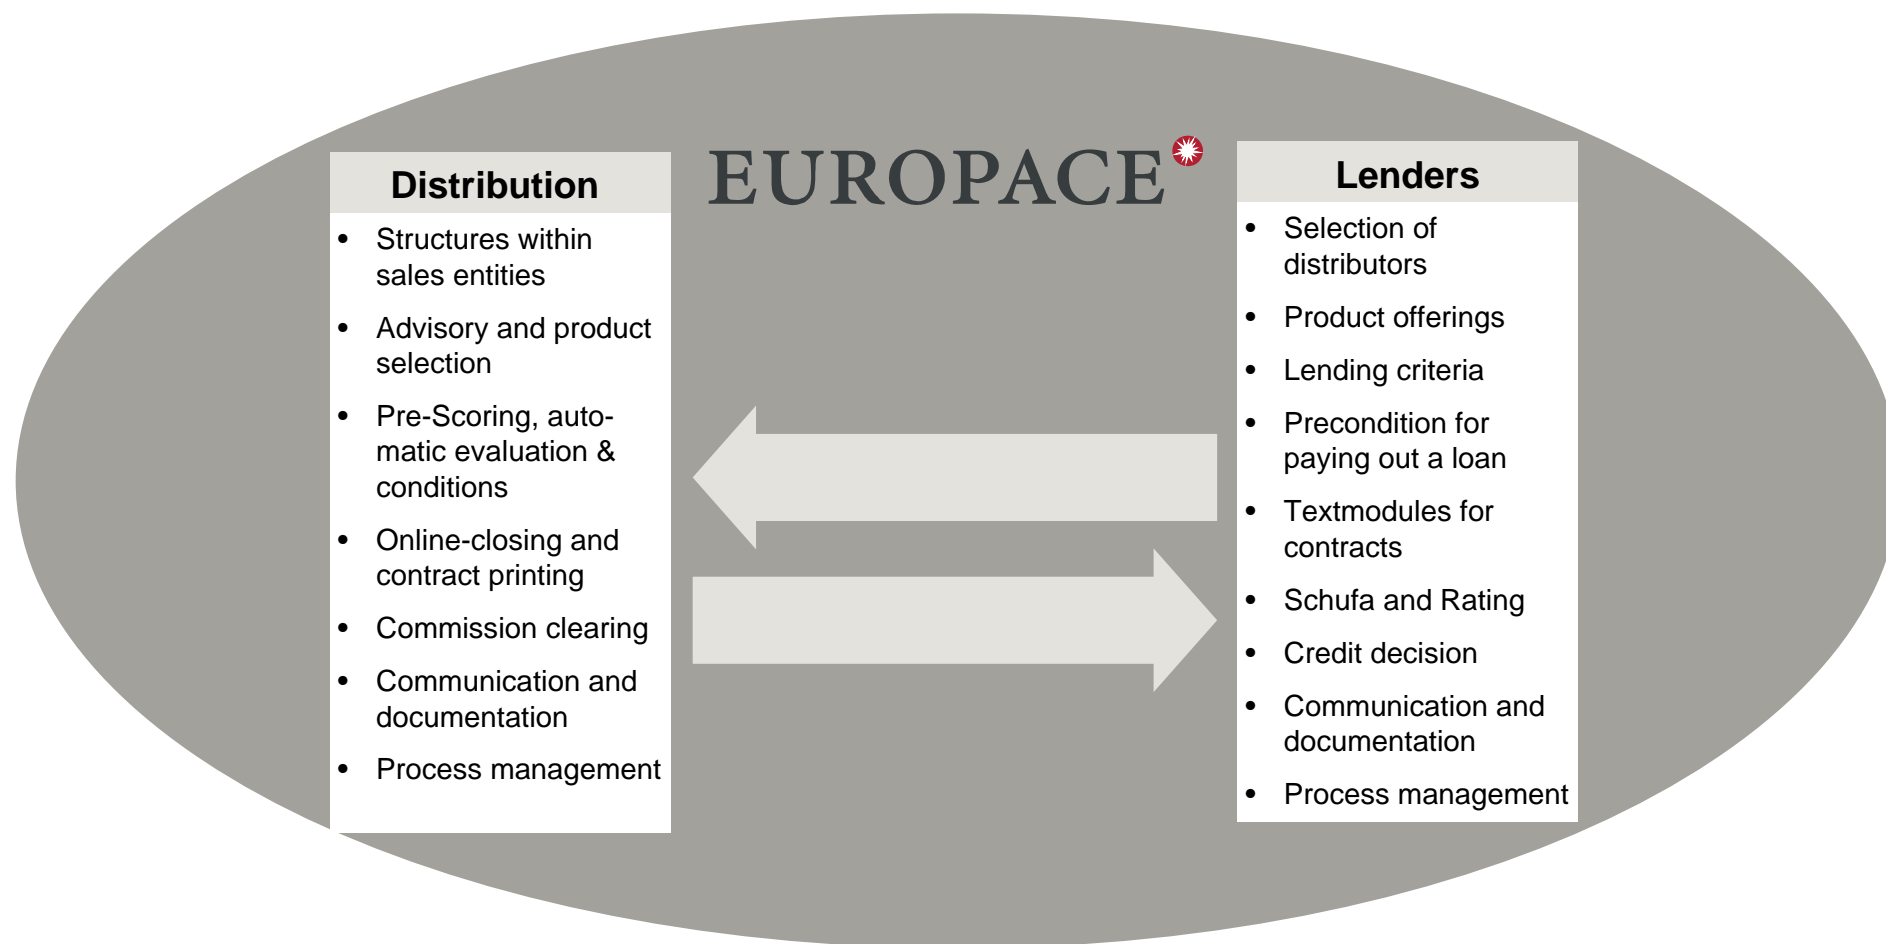 EUROPACE
Distribution
• Structures within
sales entities
• Advisory and product
selection
• Pre-Scoring, auto-
matic evaluation &
conditions
• Online-closing and
contract printing
• Commission clearing
• Communication and
documentation
• Process management
Lenders
• Selection of
distributors
• Product offerings
• Lending criteria
• Precondition for
paying out a loan
• Textmodules for
contracts
• Schufa and Rating
• Credit decision
• Communication and
documentation
• Process management